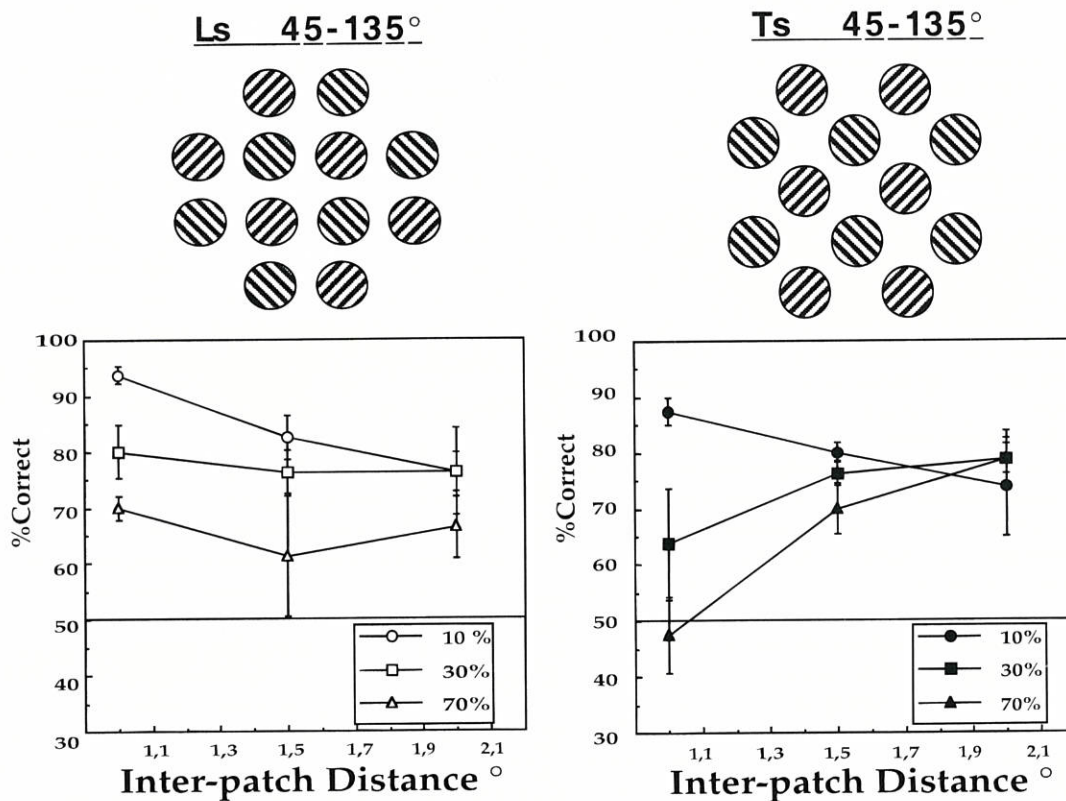 Ls 45-135°
Ts 45-135°
100
90
80
70
60
50
40
30
%Correct
10 %
30%
70%
1,1 1,3 1,5 1,7 1,9 2,1
Inter-patch Distance °
100
90
80
70
60
50
40
30
%Correct
10%
30%
70%
1,1 1,3 1,5 1,7 1,9 2,1
Inter-patch Distance °